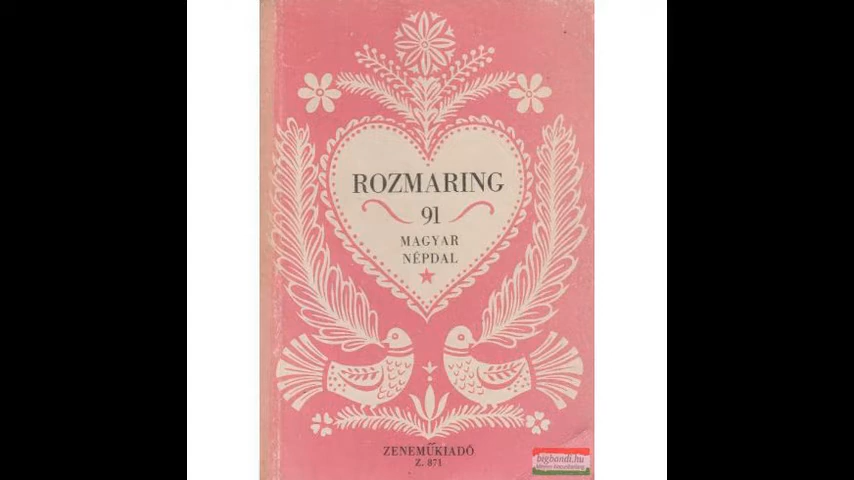 ROZMARING
91
MAGYAR
NÉPDAL
ZENEMŰKIADÓ
Z. 871
bigbandi.hu